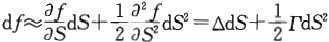 df≈∂f/∂S dS+1/2 ∂²f/∂S² dS²=ΔdS+1/2 ΓdS²